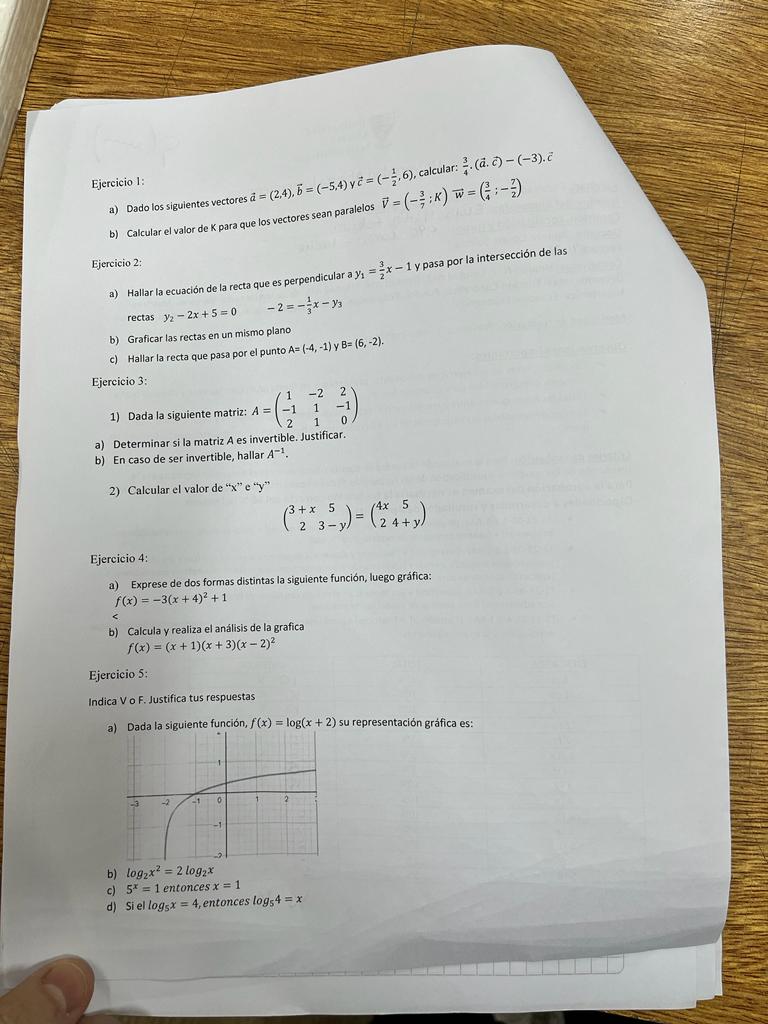 Ejercicio 1:
a) Dado los siguientes vectores $\vec{a} = (2,4), \vec{b} = (-5,4)$ y $\vec{c} = (-\frac{1}{2}, 6)$, calcular: $\frac{3}{4}.(\vec{a}.\vec{c}) - (-3).\vec{c}$
b) Calcular el valor de K para que los vectores sean paralelos $\vec{V} = \left(-\frac{3}{7}; K\right)$ $\vec{w} = \left(\frac{3}{4}; -\frac{7}{2}\right)$
Ejercicio 2:
a) Hallar la ecuación de la recta que es perpendicular a $y_1 = \frac{3}{2}x - 1$ y pasa por la intersección de las
rectas $y_2 - 2x + 5 = 0$ $-2 = -\frac{1}{3}x - y_3$
b) Graficar las rectas en un mismo plano
c) Hallar la recta que pasa por el punto A= (-4, -1) y B= (6, -2).
Ejercicio 3:
1) Dada la siguiente matriz: $A = \begin{pmatrix} 1 & -2 & 2 \\ -1 & 1 & -1 \\ 2 & 1 & 0 \end{pmatrix}$
a) Determinar si la matriz A es invertible. Justificar.
b) En caso de ser invertible, hallar $A^{-1}$.
2) Calcular el valor de “x” e “y”
$\begin{pmatrix} 3 + x & 5 \\ 2 & 3 - y \end{pmatrix} = \begin{pmatrix} 4x & 5 \\ 2 & 4 + y \end{pmatrix}$
Ejercicio 4:
a) Exprese de dos formas distintas la siguiente función, luego gráfica:
$f(x) = -3(x + 4)^2 + 1$
<
b) Calcula y realiza el análisis de la grafica
$f(x) = (x + 1)(x + 3)(x - 2)^2$
Ejercicio 5:
Indica V o F. Justifica tus respuestas
a) Dada la siguiente función, $f(x) = \log(x + 2)$ su representación gráfica es:
1
-3 -2 -1 0 1 2
-1
-2
b) $log_2x^2 = 2\,log_2x$
c) $5^x = 1$ entonces $x = 1$
d) Si el $log_5x = 4$, entonces $log_54 = x$